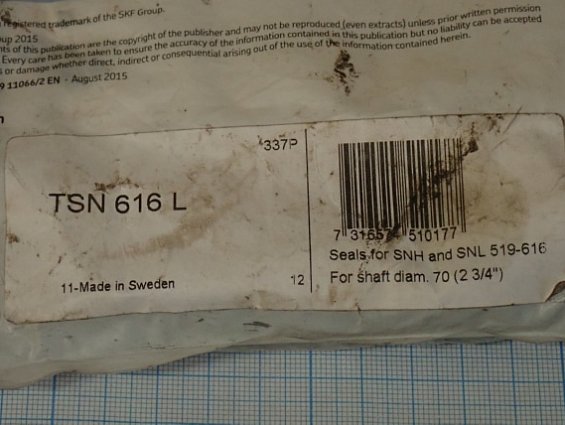 registered trademark of the SKF Group.
up 2015
nts of this publication are the copyright of the publisher and may not be reproduced (even extracts) unless prior written permission
Every care has been taken to ensure the accuracy of the information contained in this publication but no liability can be accepted
s or damage whether direct, indirect or consequential arising out of the use of the information contained herein.
9 11066/2 EN - August 2015
n
337P
TSN 616 L
7 316577 510177
Seals for SNH and SNL 519-616
11-Made in Sweden
12
For shaft diam. 70 (2 3/4")